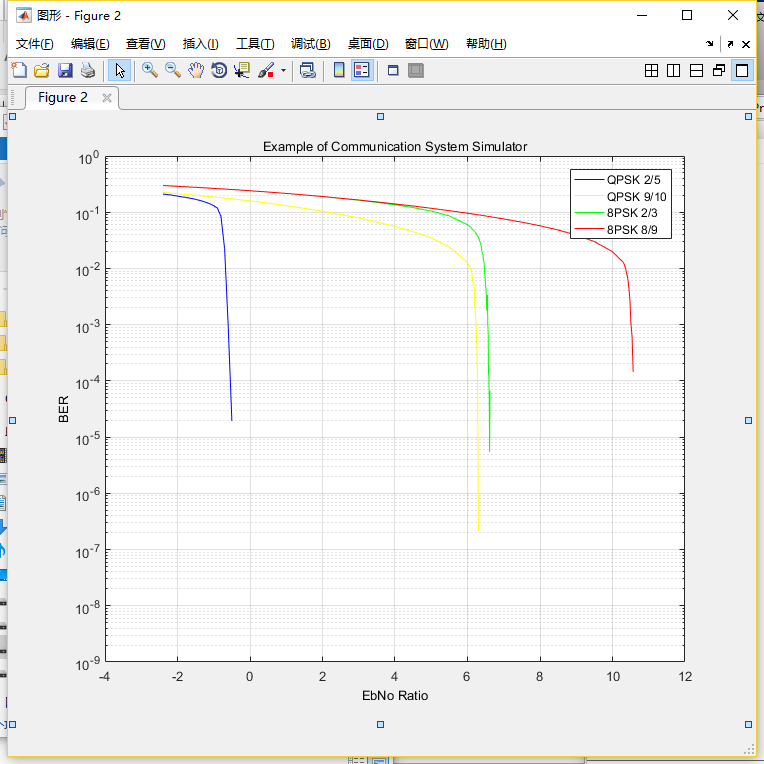 图形 - Figure 2
文件(F) 编辑(E) 查看(V) 插入(I) 工具(T) 调试(B) 桌面(D) 窗口(W) 帮助(H)
Figure 2
Example of Communication System Simulator
10^0
10^-1
10^-2
10^-3
10^-4
10^-5
10^-6
10^-7
10^-8
10^-9
BER
QPSK 2/5
QPSK 9/10
8PSK 2/3
8PSK 8/9
-4 -2 0 2 4 6 8 10 12
EbNo Ratio